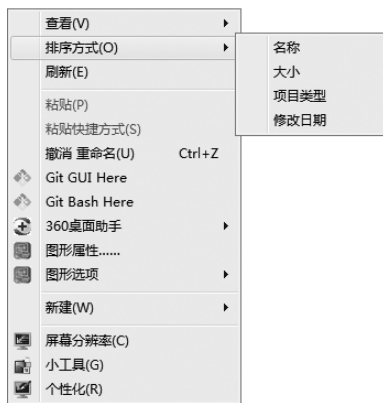 查看(V)
排序方式(O)
刷新(E)
粘贴(P)
粘贴快捷方式(S)
撤消 重命名(U) Ctrl+Z
Git GUI Here
Git Bash Here
360桌面助手
图形属性......
图形选项
新建(W)
屏幕分辨率(C)
小工具(G)
个性化(R)
名称
大小
项目类型
修改日期